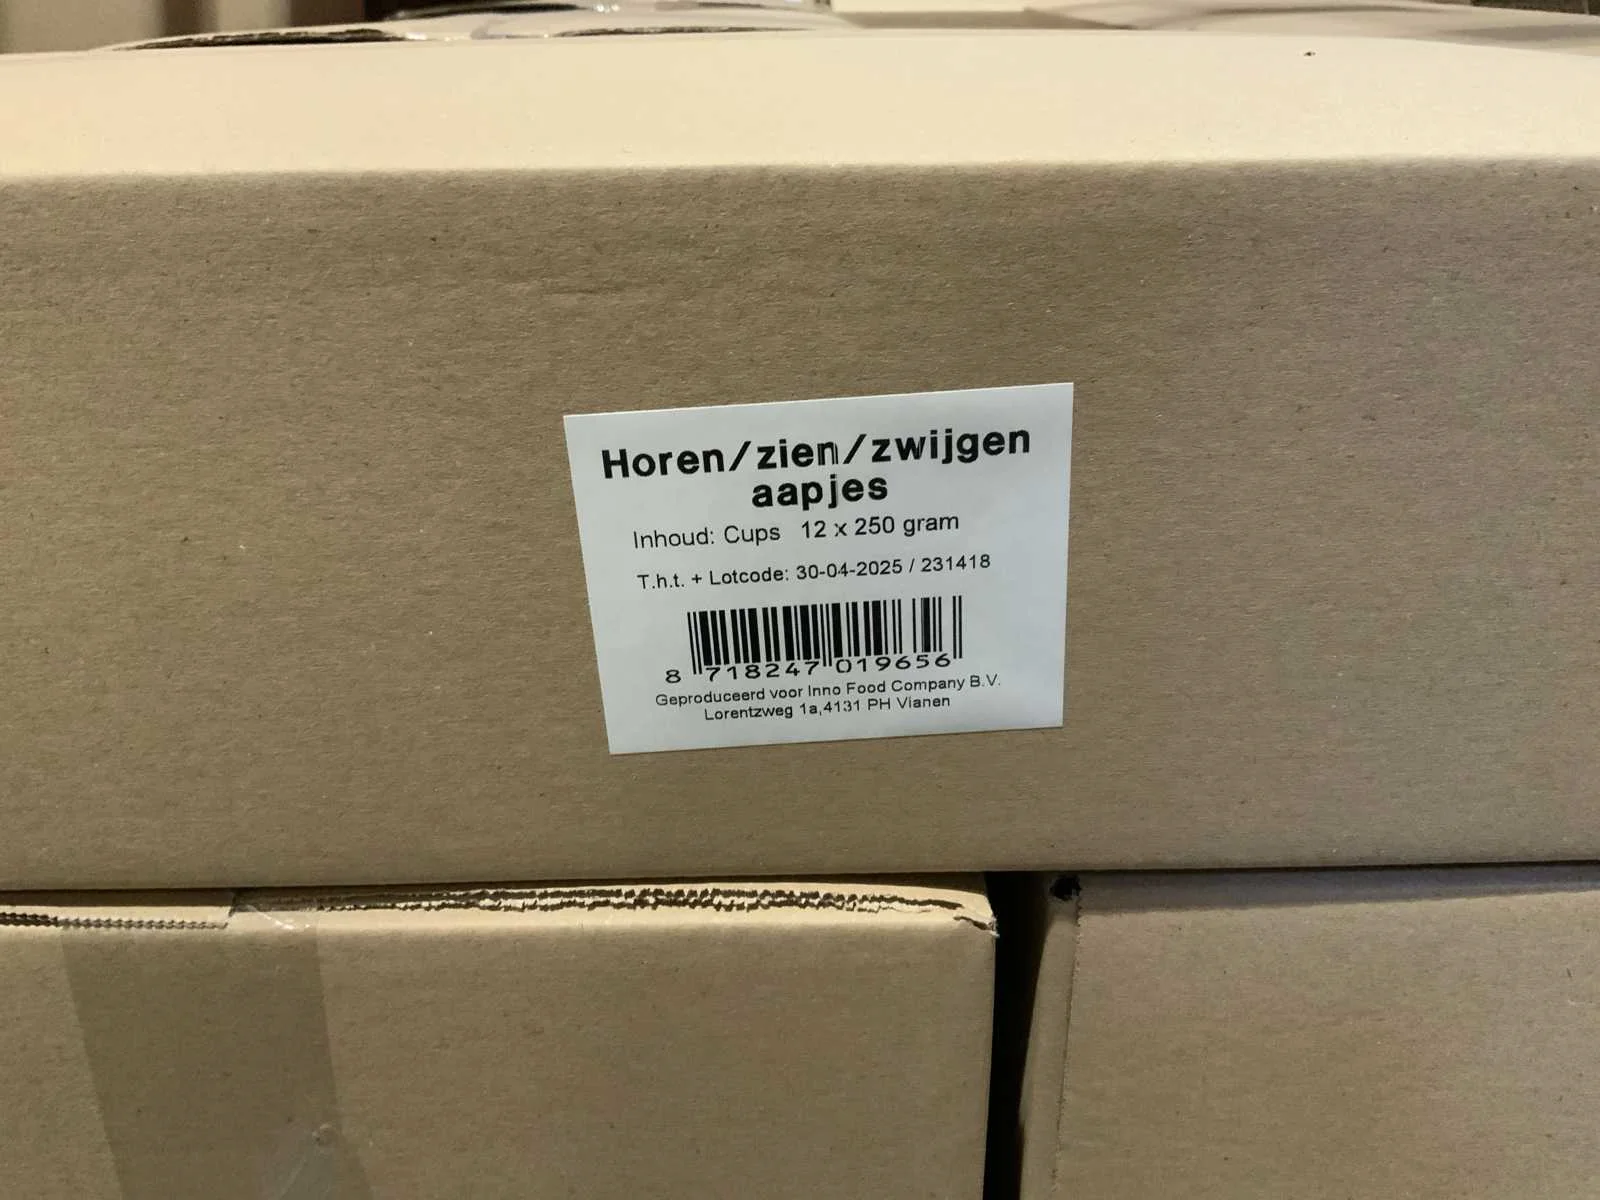 Horen/zien/zwijgen
aapjes
Inhoud: Cups 12 x 250 gram
T.h.t. + Lotcode: 30-04-2025 / 231418
8 718247 019656
Geproduceerd voor Inno Food Company B.V.
Lorentzweg 1a,4131 PH Vianen